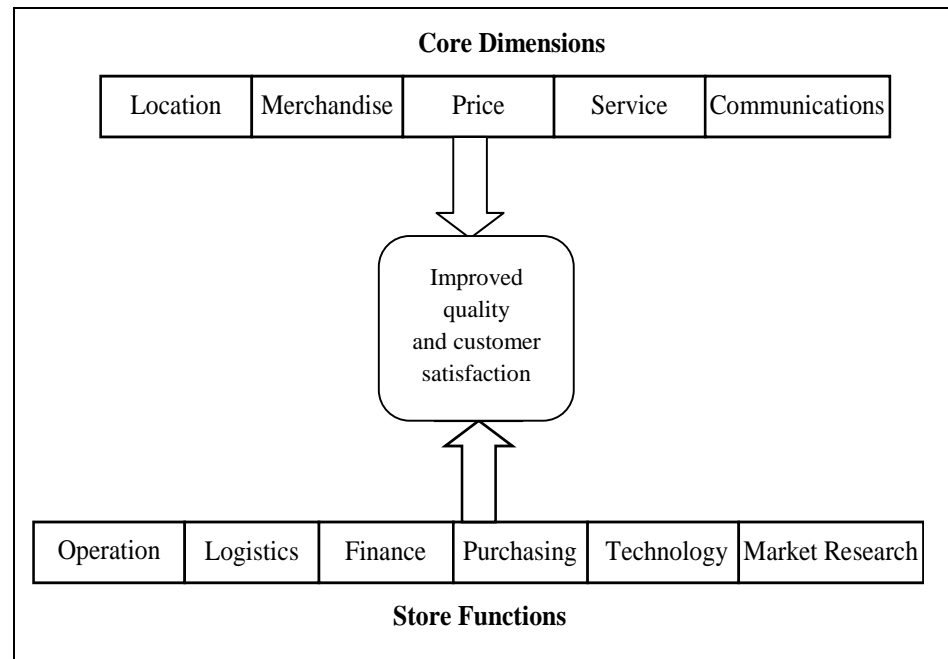 Core Dimensions
Location Merchandise Price Service Communications
Improved
quality
and customer
satisfaction
Operation Logistics Finance Purchasing Technology Market Research
Store Functions